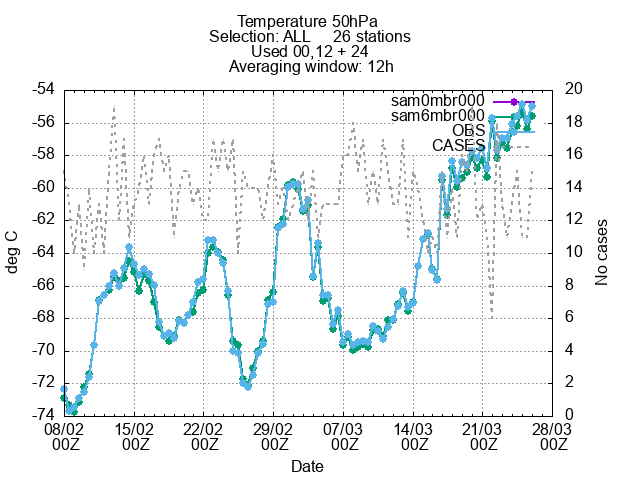 Temperature 50hPa
Selection: ALL 26 stations
Used 00,12 + 24
Averaging window: 12h
-54 20
sam0mbr000
sam6mbr000
-56 18
OBS
CASES
-58 16
-60 14
-62 12
deg C
No cases
-64 10
-66 8
-68 6
-70 4
-72 2
-74 0
08/02 15/02 22/02 29/02 07/03 14/03 21/03 28/03
00Z 00Z 00Z 00Z 00Z 00Z 00Z 00Z
Date